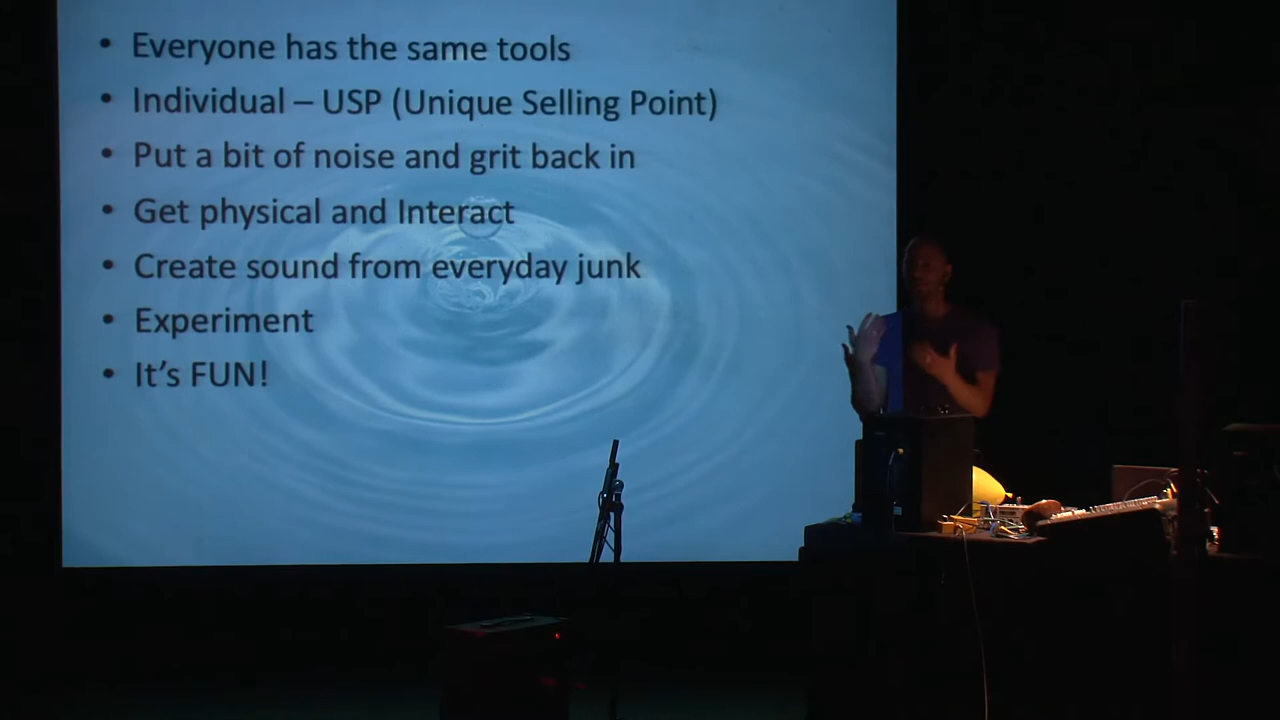 • Everyone has the same tools
• Individual – USP (Unique Selling Point)
• Put a bit of noise and grit back in
• Get physical and Interact
• Create sound from everyday junk
• Experiment
• It's FUN!